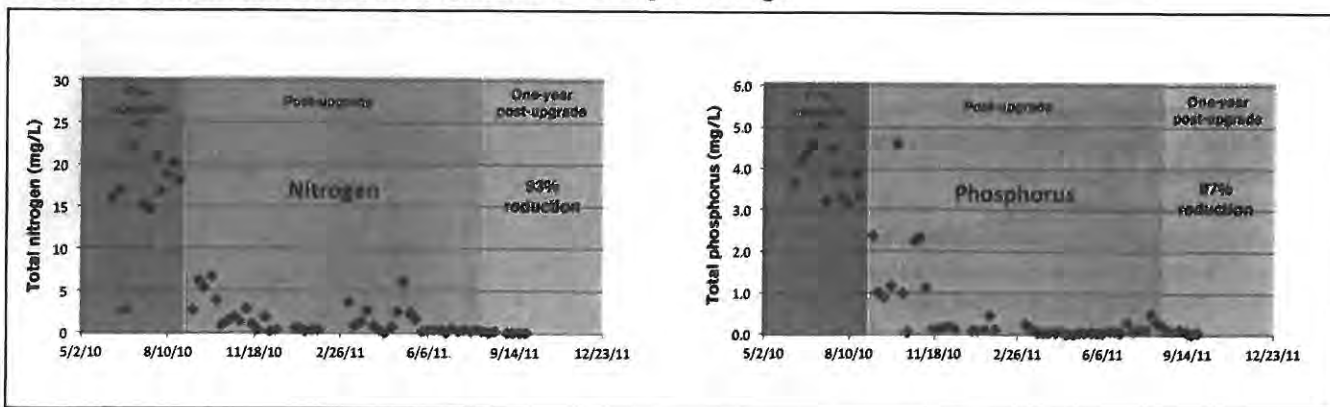 Total nitrogen (mg/L)
30
25
20
15
10
5
0
Post-upgrade
One-year
post-upgrade
Nitrogen
93%
reduction
5/2/10
8/10/10
11/18/10
2/26/11
6/6/11
9/14/11
12/23/11
Total phosphorus (mg/L)
6.0
5.0
4.0
3.0
2.0
1.0
0.0
Post-upgrade
One-year
post-upgrade
Phosphorus
reduction
5/2/10
8/10/10
11/18/10
2/26/11
6/6/11
9/14/11
12/23/11